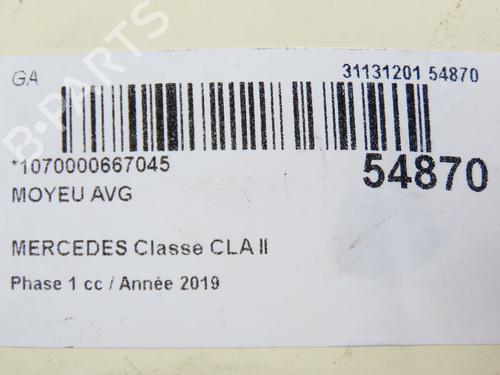 GA
31131201 54870
*1070000667045
54870
MOYEU AVG
MERCEDES Classe CLA II
Phase 1 cc / Année 2019
B-PARTS